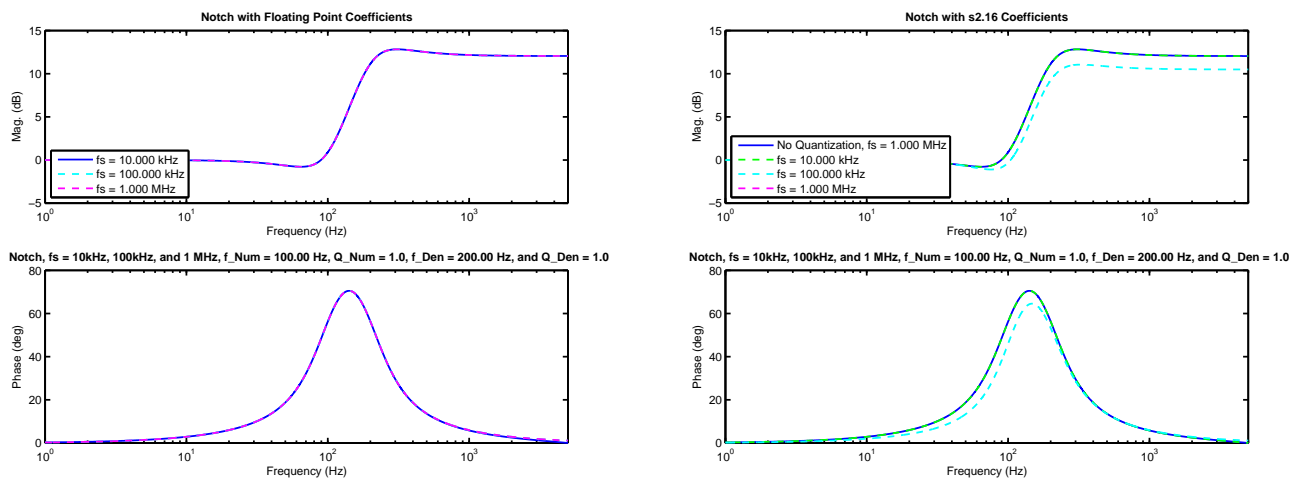 Notch with Floating Point Coefficients
15
10
5
0
−5
Mag. (dB)
fs = 10.000 kHz
fs = 100.000 kHz
fs = 1.000 MHz
10^0
10^1
10^2
10^3
Frequency (Hz)
Notch, fs = 10kHz, 100kHz, and 1 MHz, f_Num = 100.00 Hz, Q_Num = 1.0, f_Den = 200.00 Hz, and Q_Den = 1.0
80
60
40
20
0
Phase (deg)
10^0
10^1
10^2
10^3
Frequency (Hz)
Notch with s2.16 Coefficients
15
10
5
0
−5
Mag. (dB)
No Quantization, fs = 1.000 MHz
fs = 10.000 kHz
fs = 100.000 kHz
fs = 1.000 MHz
10^0
10^1
10^2
10^3
Frequency (Hz)
Notch, fs = 10kHz, 100kHz, and 1 MHz, f_Num = 100.00 Hz, Q_Num = 1.0, f_Den = 200.00 Hz, and Q_Den = 1.0
80
60
40
20
0
Phase (deg)
10^0
10^1
10^2
10^3
Frequency (Hz)